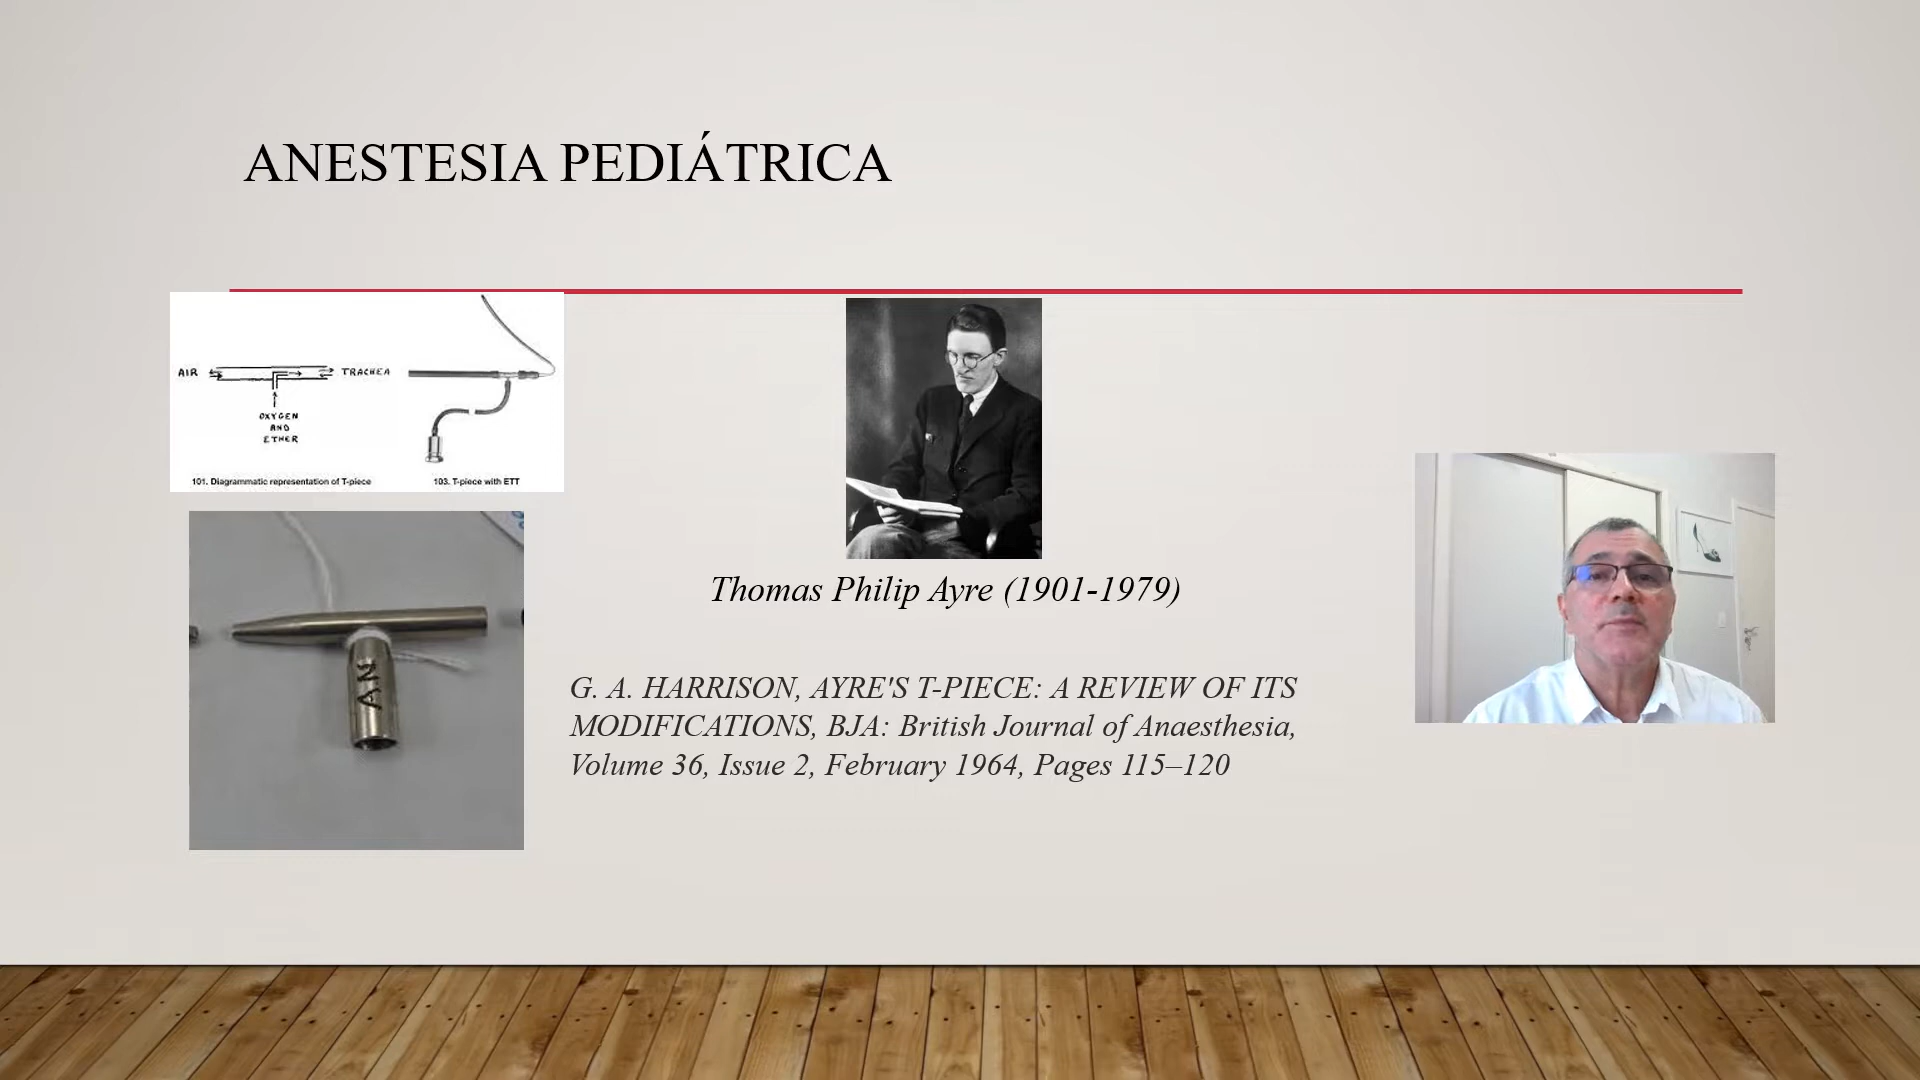 ANESTESIA PEDIÁTRICA
AIR
TRACHEA
OXYGEN
AND
ETHER
101. Diagrammatic representation of T-piece
103. T-piece with ETT
AN
Thomas Philip Ayre (1901-1979)
G. A. HARRISON, AYRE'S T-PIECE: A REVIEW OF ITS
MODIFICATIONS, BJA: British Journal of Anaesthesia,
Volume 36, Issue 2, February 1964, Pages 115–120